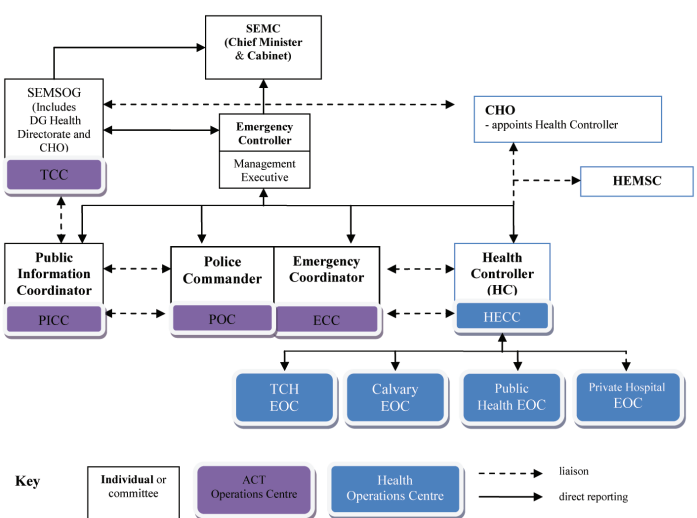 SEMC
(Chief Minister
& Cabinet)
SEMSOG
(Includes
DG Health
Directorate and
CHO)
TCC
Emergency
Controller
Management
Executive
CHO
- appoints Health Controller
HEMSC
Public
Information
Coordinator
PICC
Police
Commander
POC
Emergency
Coordinator
ECC
Health
Controller
(HC)
HECC
TCH
EOC
Calvary
EOC
Public
Health EOC
Private Hospital
EOC
Key
Individual or
committee
ACT
Operations Centre
Health
Operations Centre
liaison
direct reporting